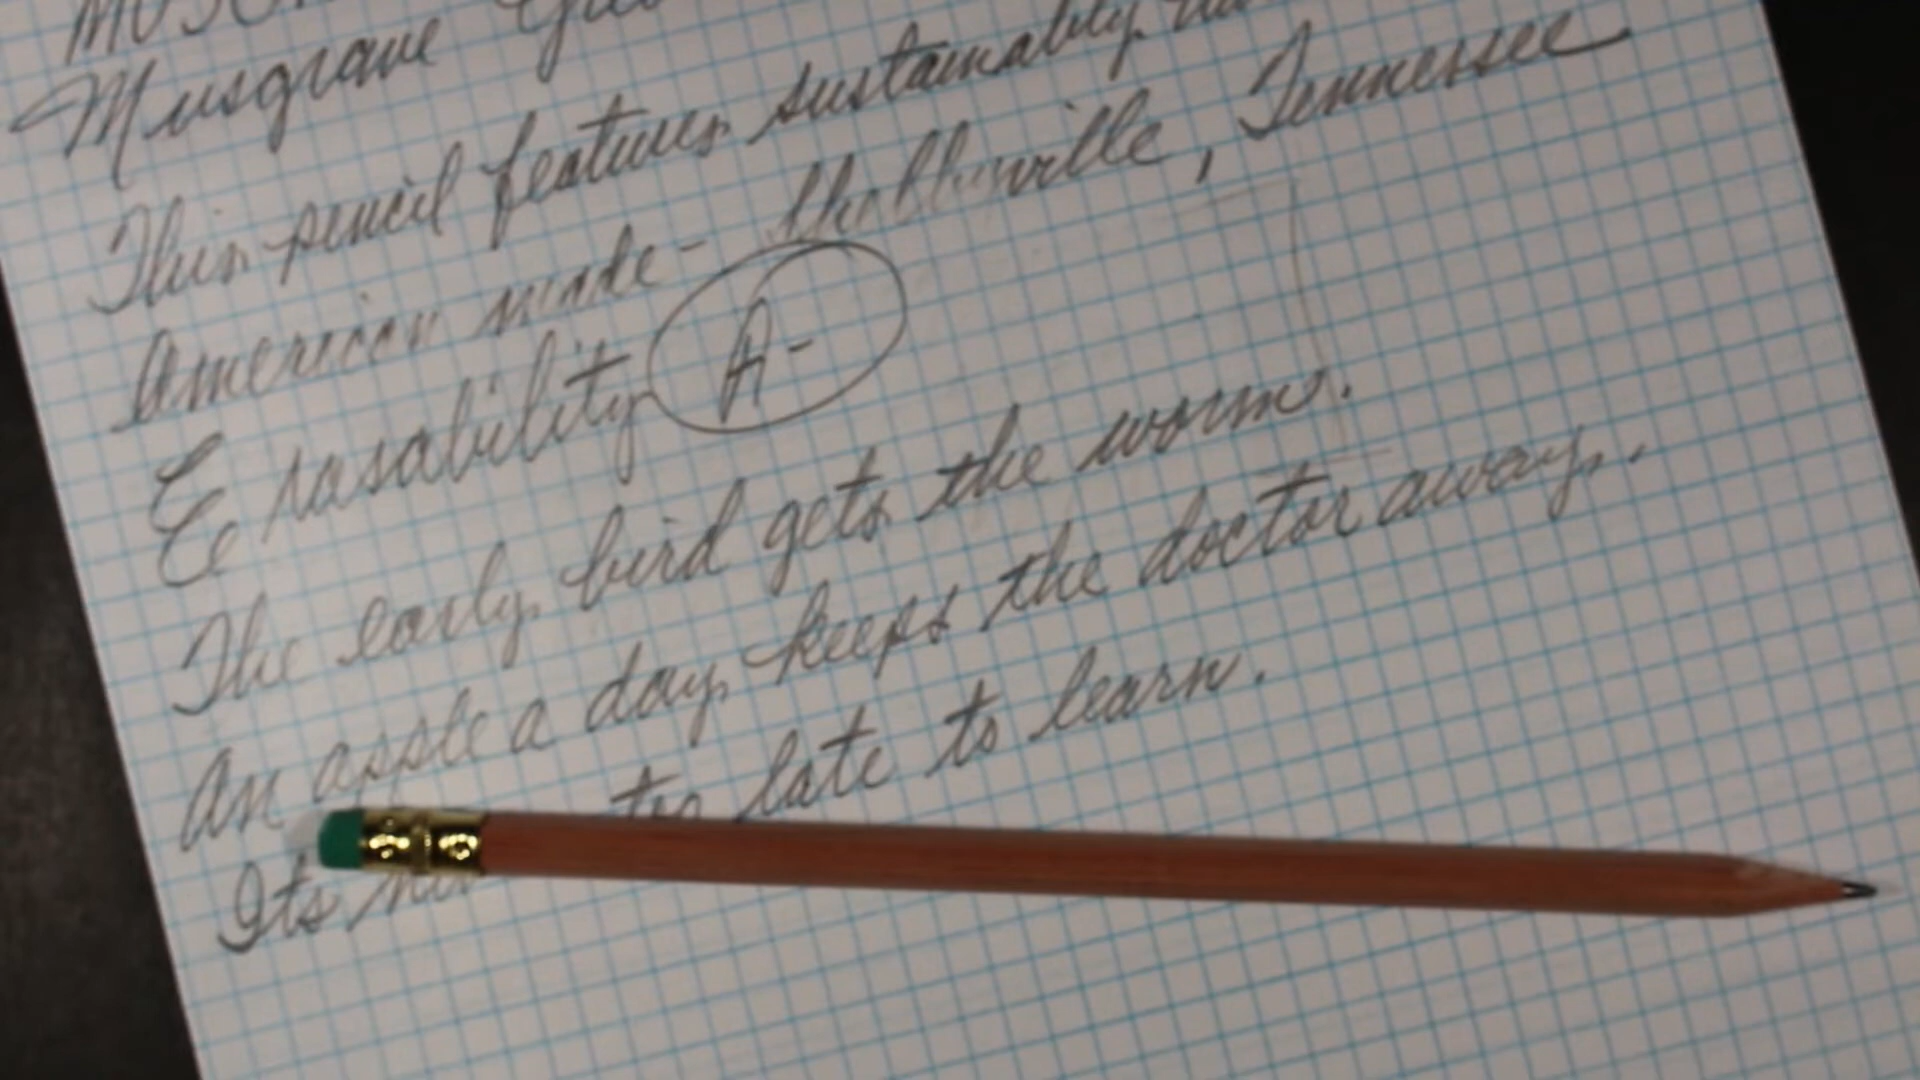 Musgrave
This pencil features sustainably
American made - Shelbyville, Tennessee
Erasability A-
The early bird gets the worm.
An apple a day keeps the doctor away.
Its too late to learn.